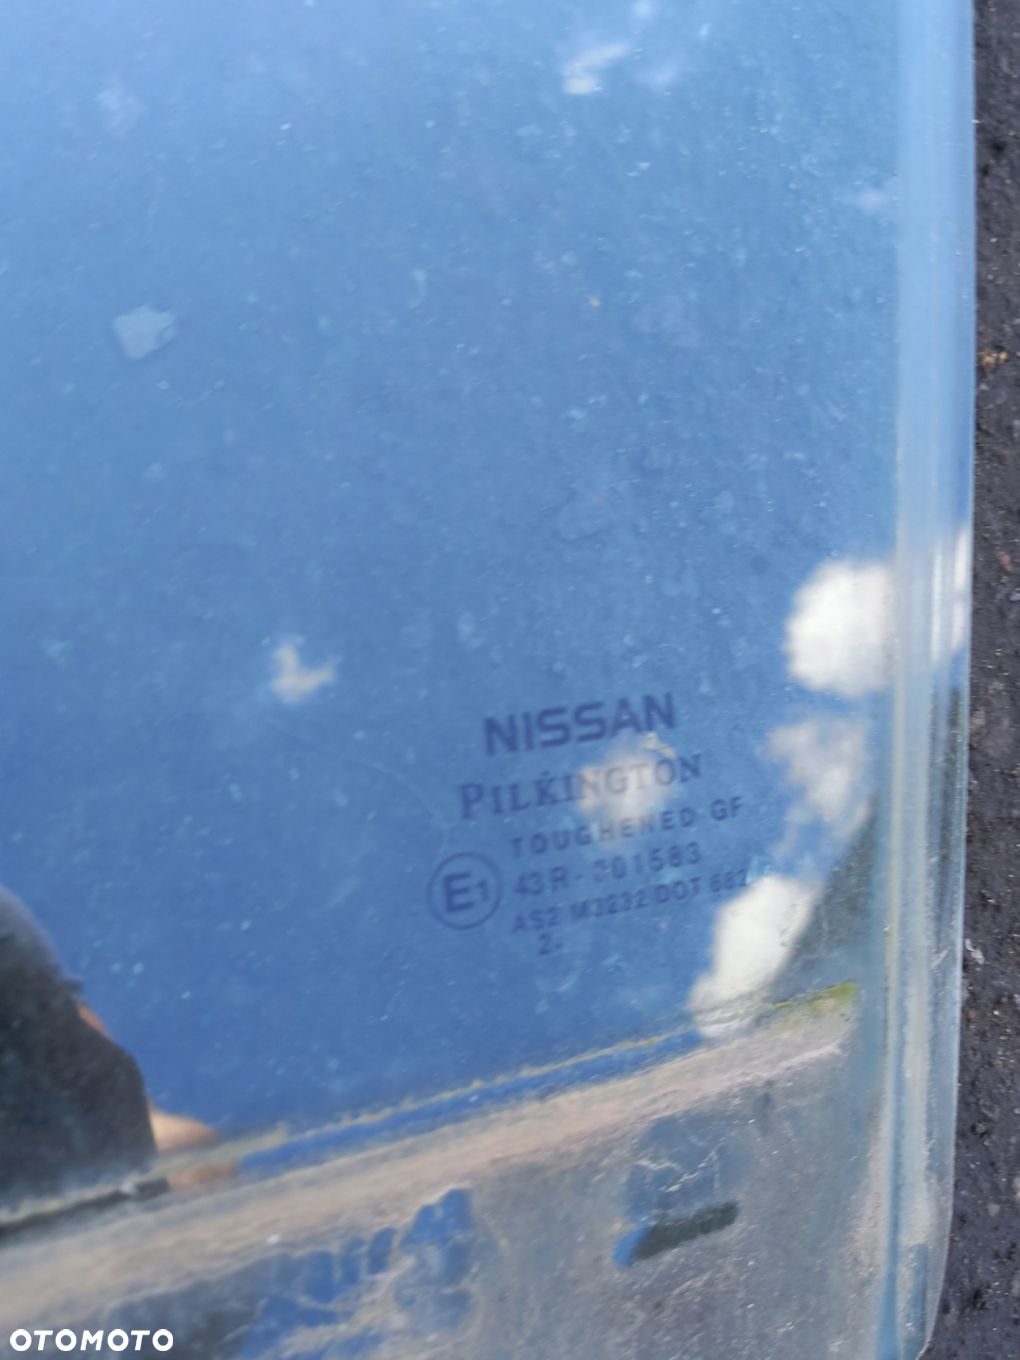 NISSAN
PILKINGTON
TOUGHENED GF
E1 43R-001583
AS2 M3232 DOT 682
2.
OTOMOTO